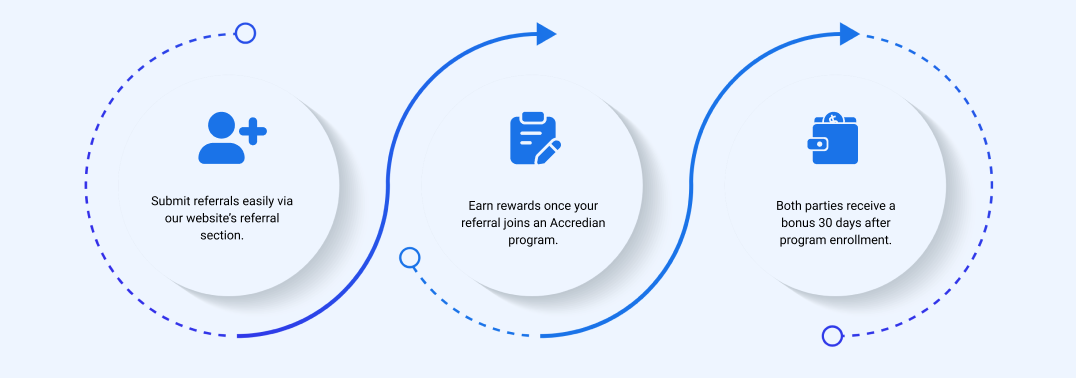 Submit referrals easily via
our website's referral
section.
Earn rewards once your
referral joins an Accredian
program.
Both parties receive a
bonus 30 days after
program enrollment.